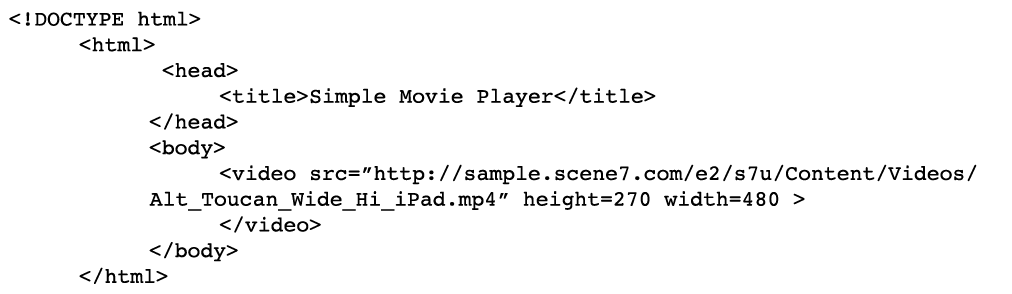 <!DOCTYPE html>
<html>
<head>
<title>Simple Movie Player</title>
</head>
<body>
<video src=”http://sample.scene7.com/e2/s7u/Content/Videos/
Alt_Toucan_Wide_Hi_iPad.mp4” height=270 width=480 >
</video>
</body>
</html>